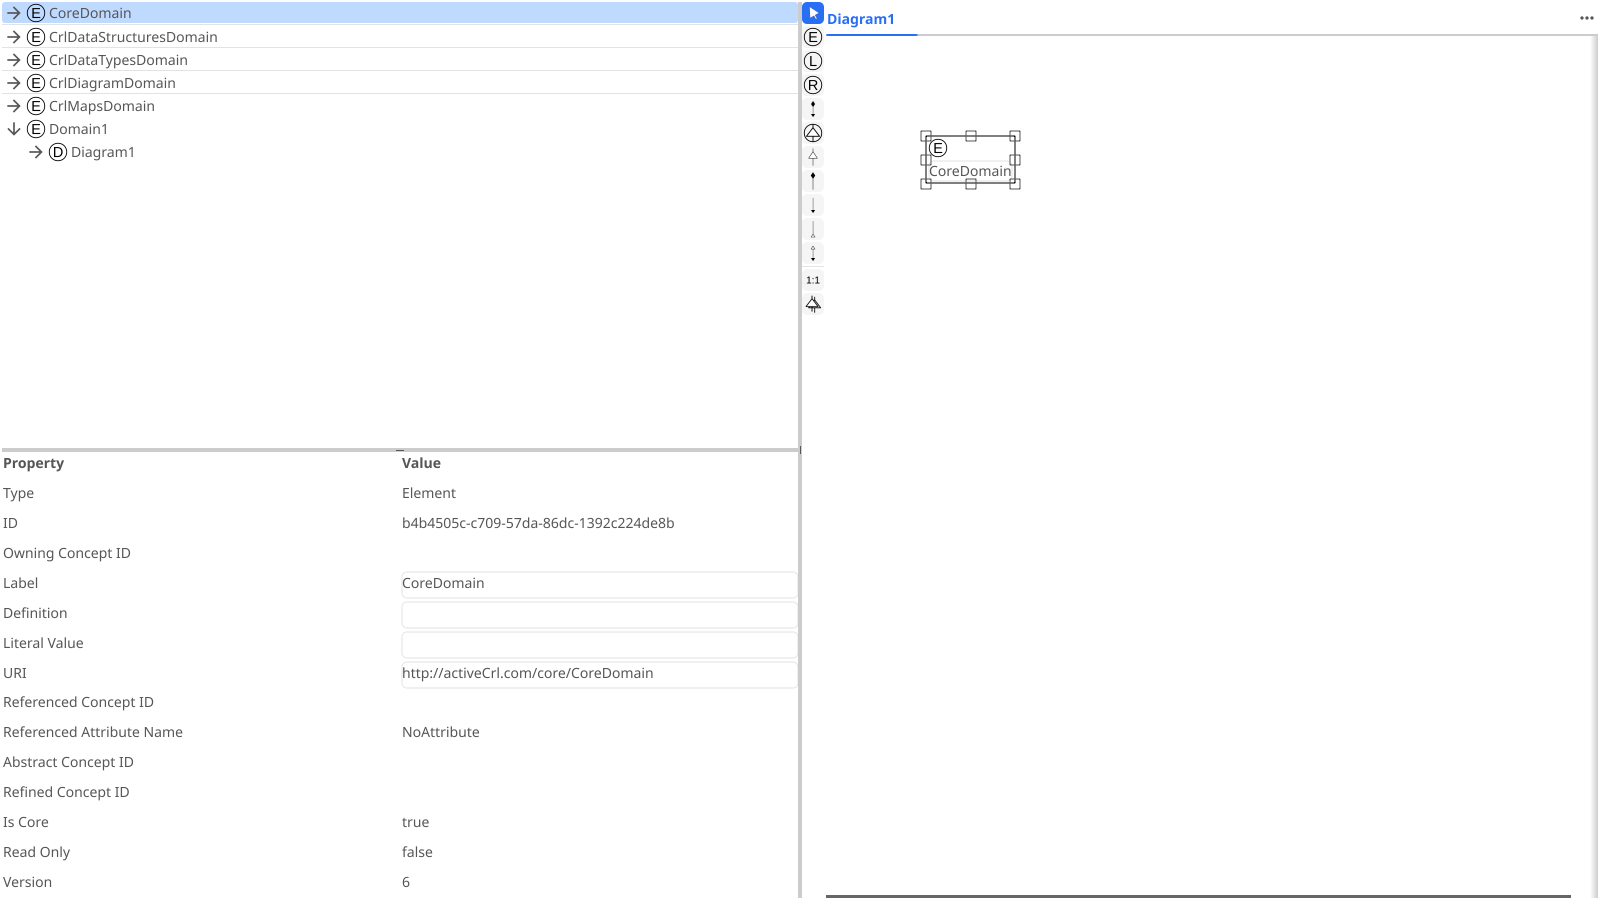 E CoreDomain
E CrlDataStructuresDomain
E CrlDataTypesDomain
E CrlDiagramDomain
E CrlMapsDomain
E Domain1
D Diagram1
Property Value
Type Element
ID b4b4505c-c709-57da-86dc-1392c224de8b
Owning Concept ID
Label CoreDomain
Definition
Literal Value
URI http://activeCrl.com/core/CoreDomain
Referenced Concept ID
Referenced Attribute Name NoAttribute
Abstract Concept ID
Refined Concept ID
Is Core true
Read Only false
Version 6
E
L
R
1:1
Diagram1
E
CoreDomain